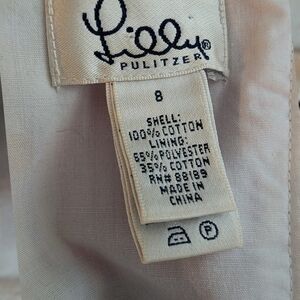 Lilly®
PULITZER
8
SHELL:
100% COTTON
LINING:
65% POLYESTER
35% COTTON
RN# 88189
MADE IN
CHINA
P